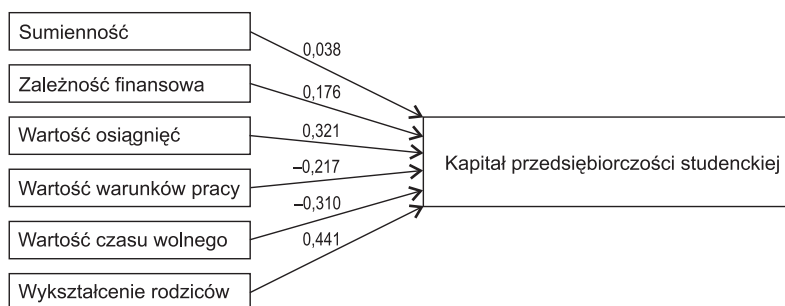 Sumienność
0,038
Zależność finansowa
0,176
Wartość osiągnięć
0,321
Kapitał przedsiębiorczości studenckiej
–0,217
Wartość warunków pracy
–0,310
Wartość czasu wolnego
0,441
Wykształcenie rodziców